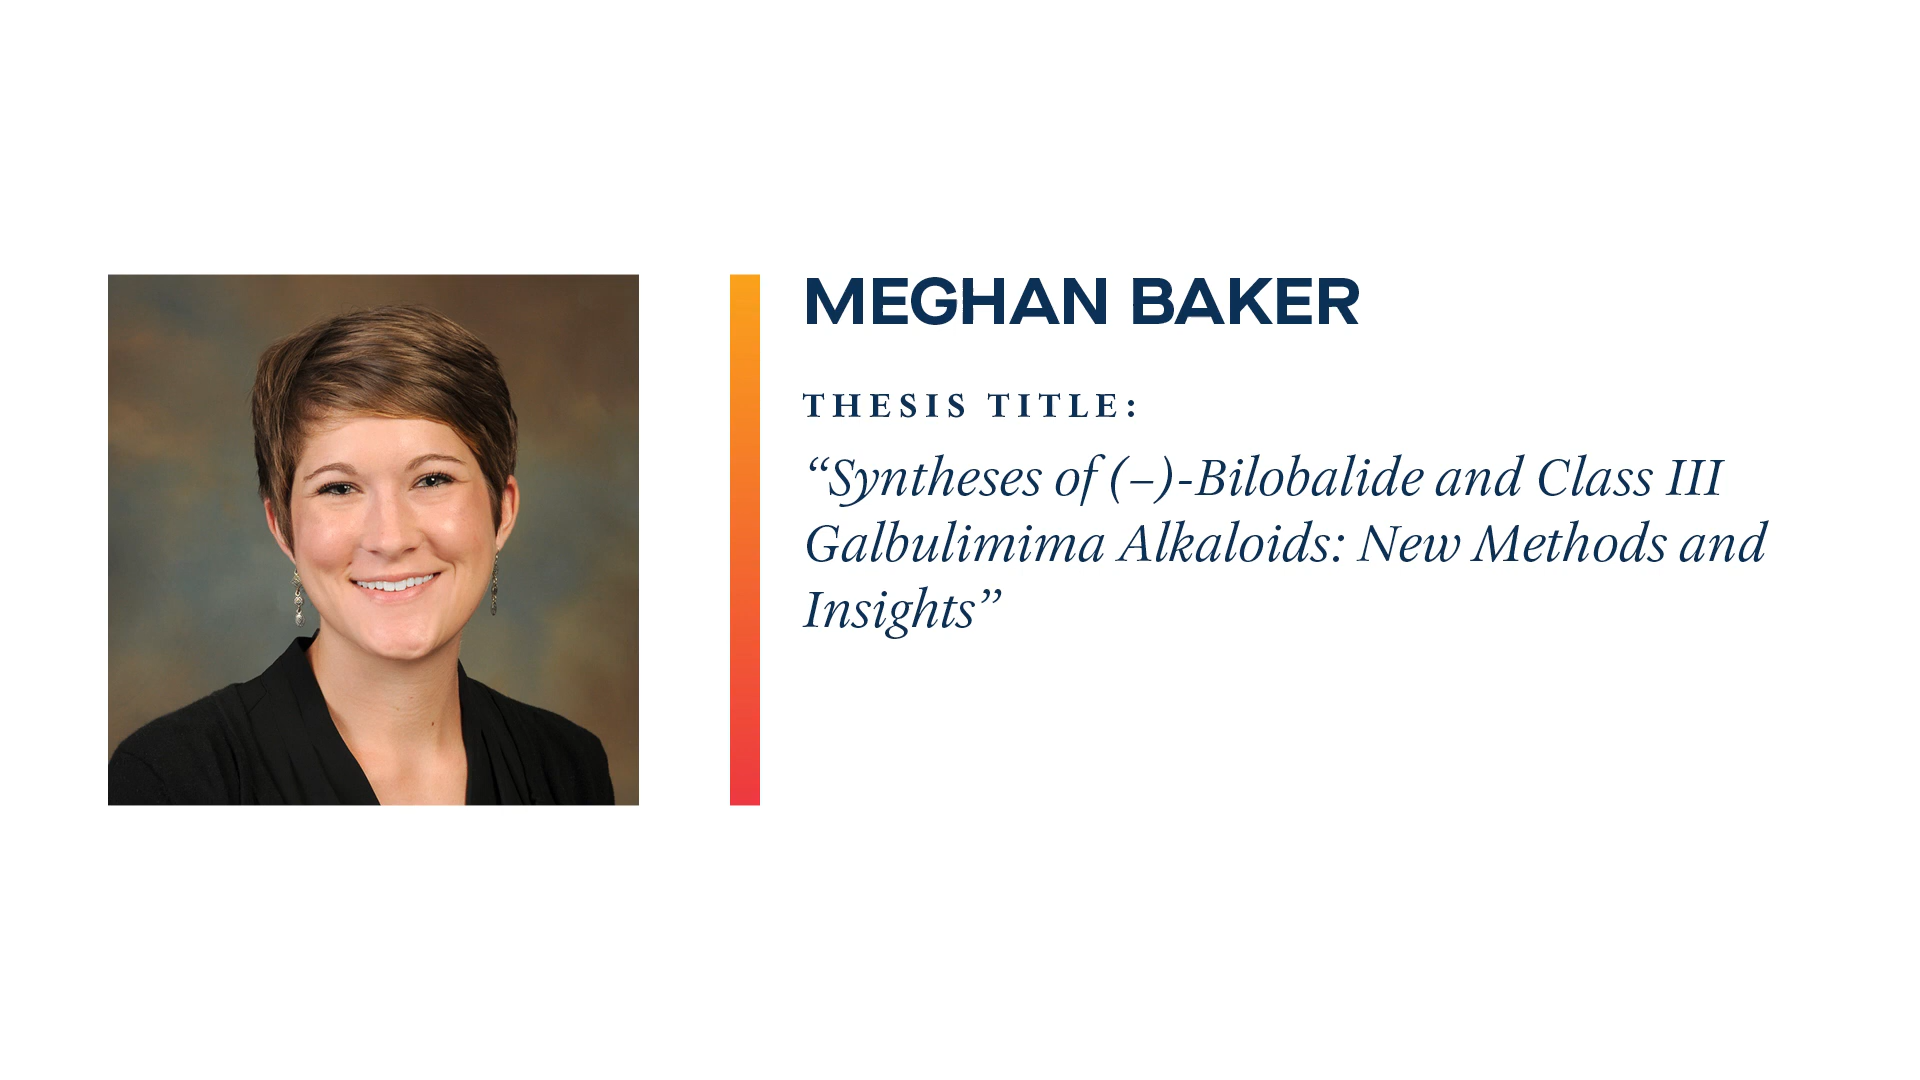 MEGHAN BAKER
THESIS TITLE:
“Syntheses of (–)-Bilobalide and Class III
Galbulimima Alkaloids: New Methods and
Insights”